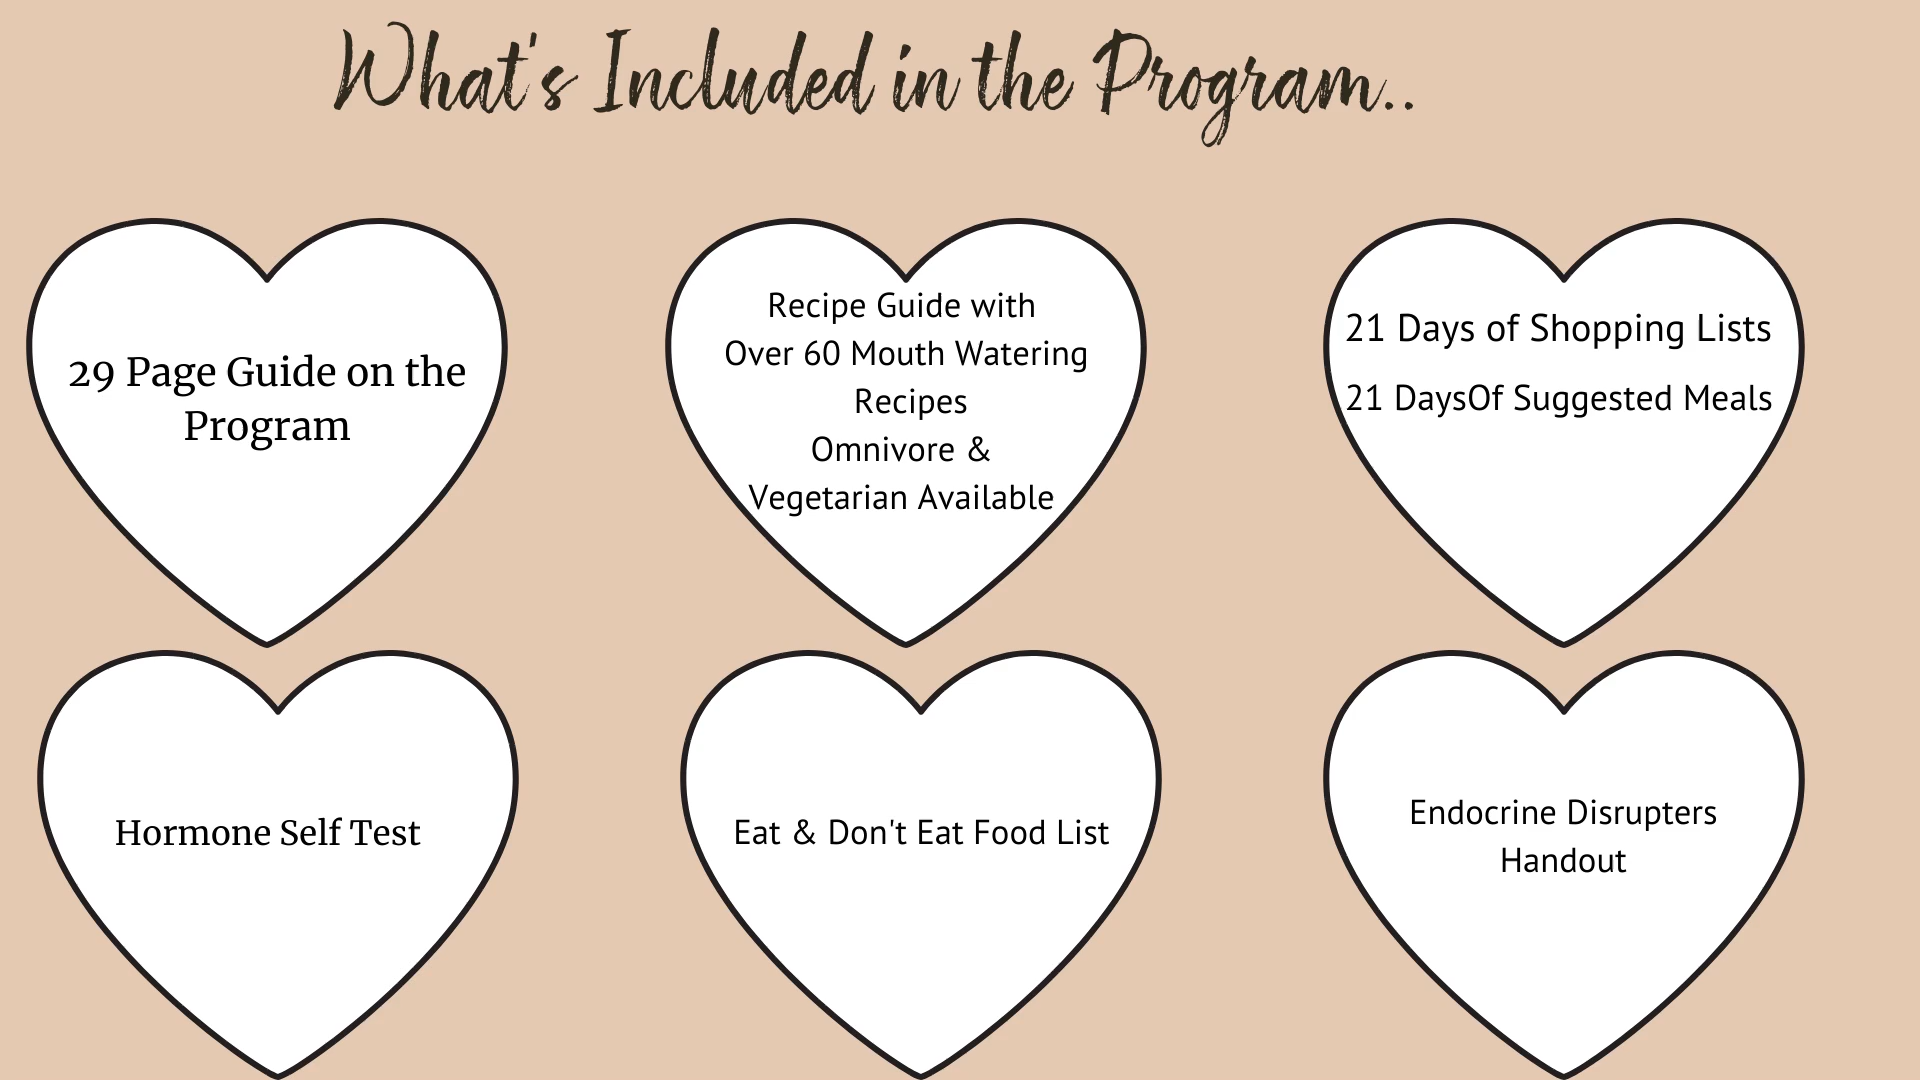 What's Included in the Program..
29 Page Guide on the
Program
Recipe Guide with
Over 60 Mouth Watering
Recipes
Omnivore &
Vegetarian Available
21 Days of Shopping Lists
21 DaysOf Suggested Meals
Hormone Self Test
Eat & Don't Eat Food List
Endocrine Disrupters
Handout